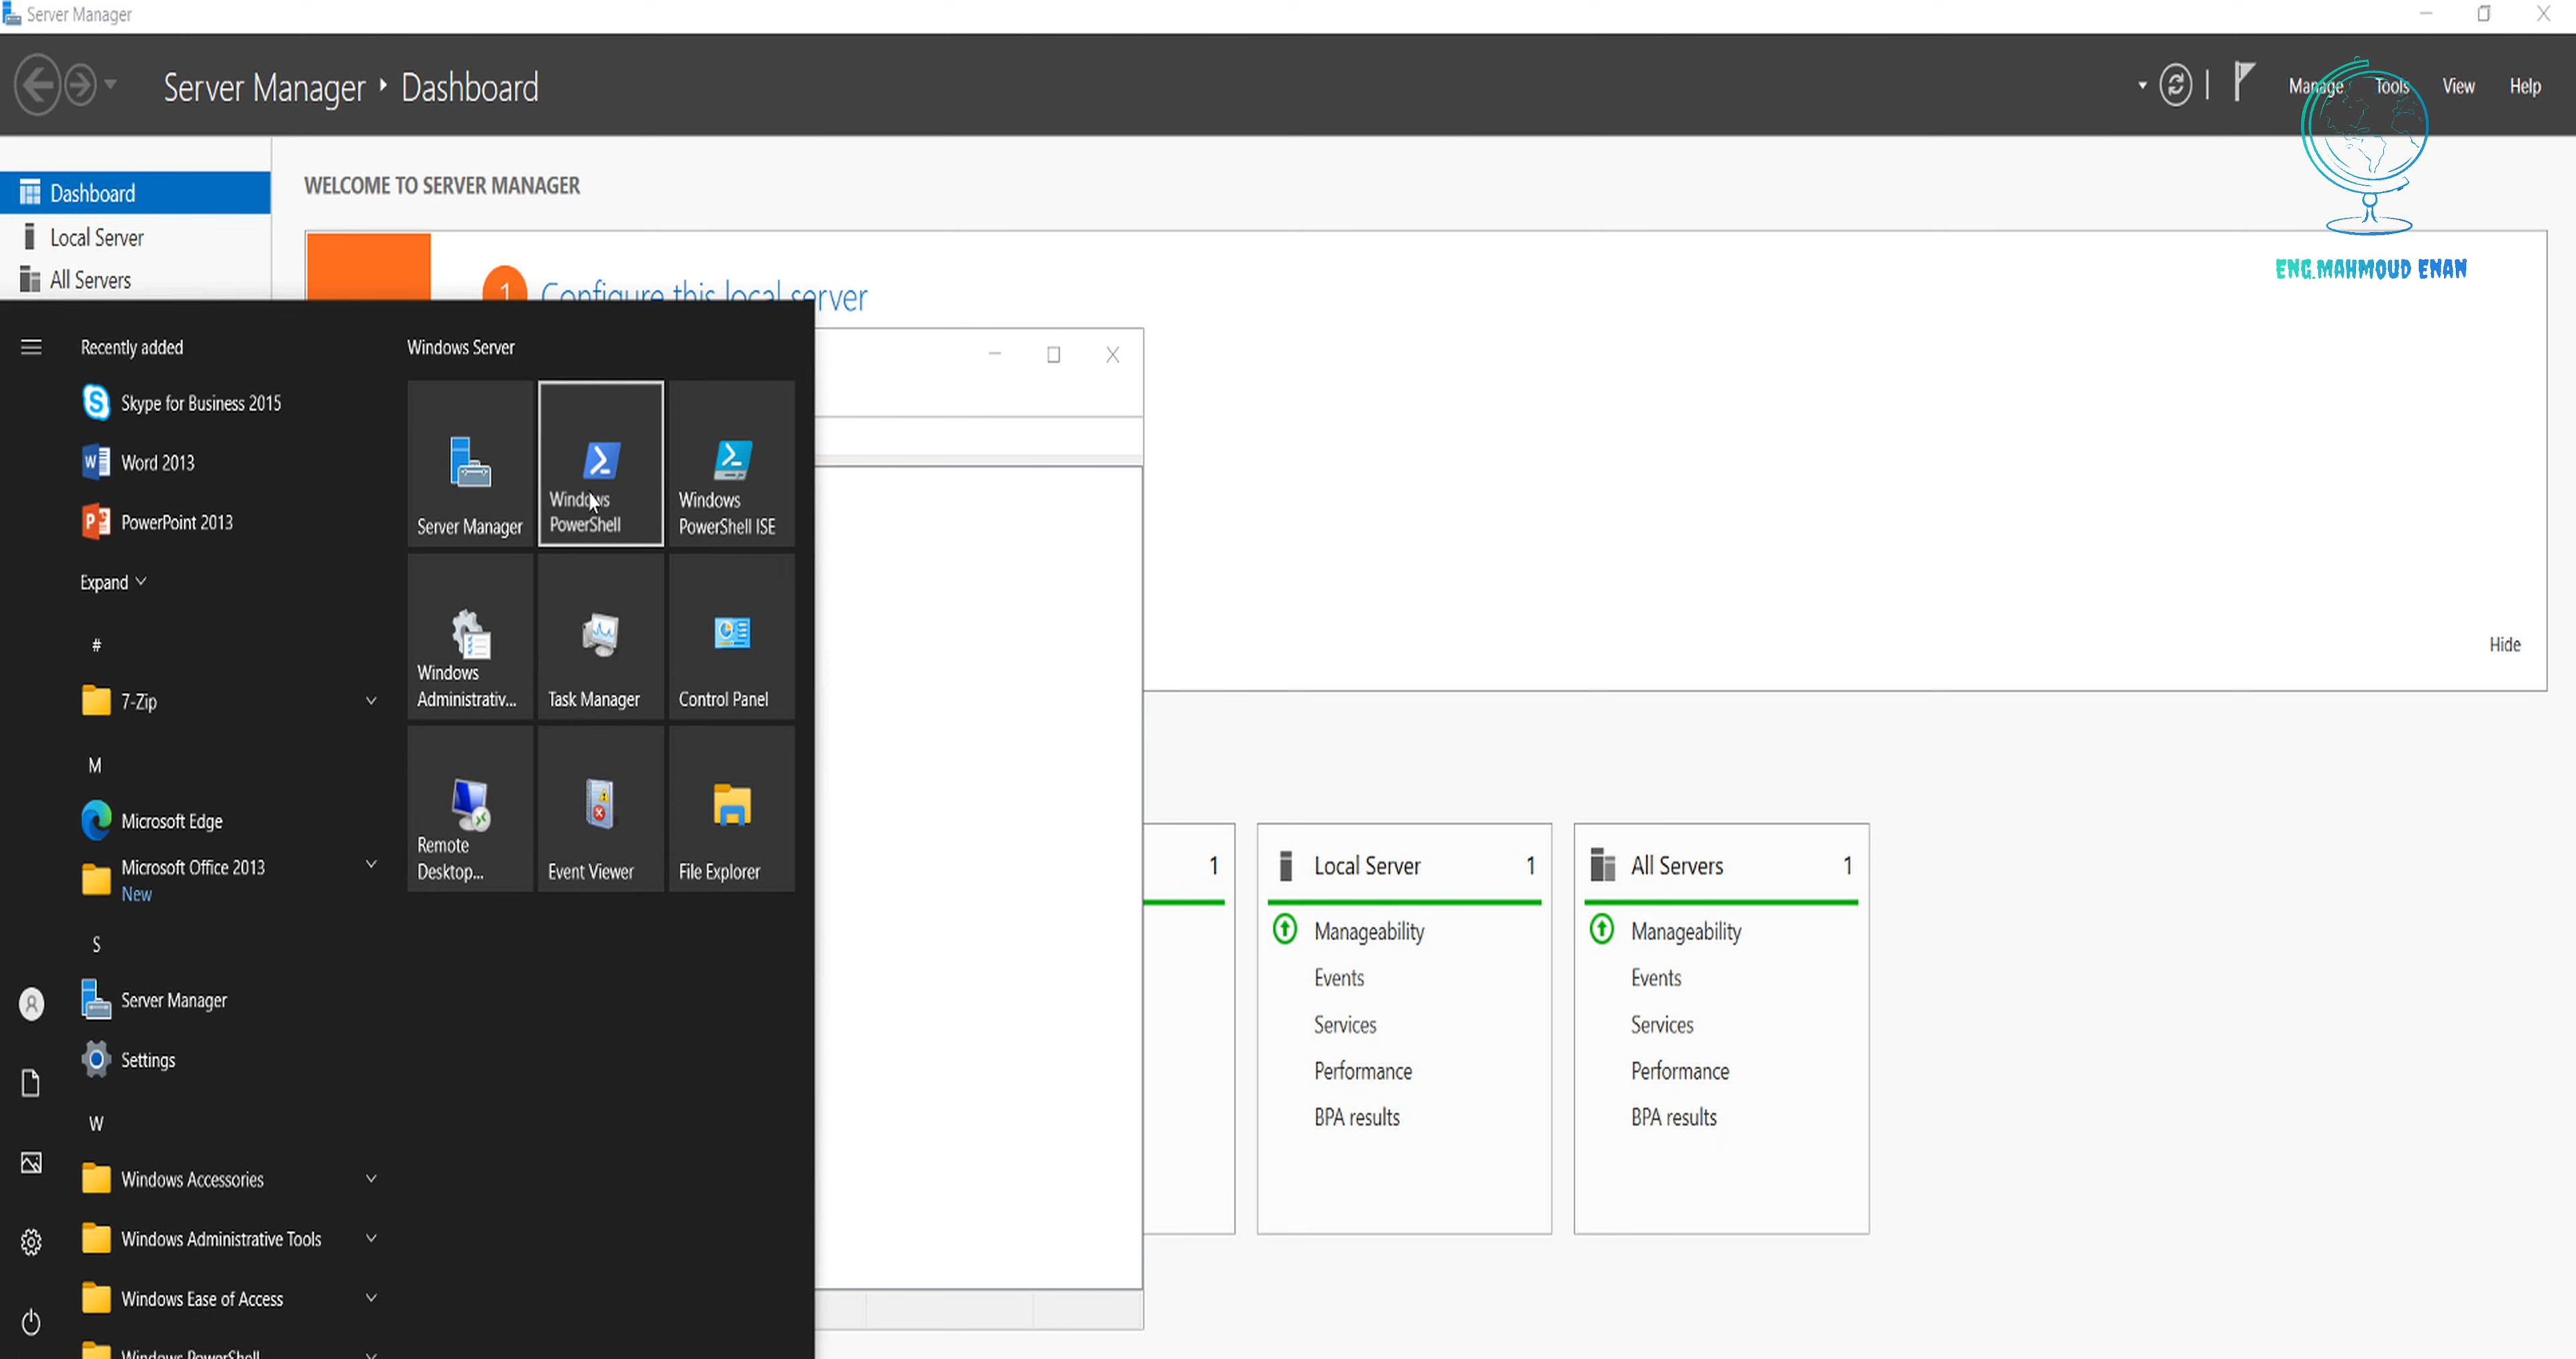 Server Manager
Server Manager ‣ Dashboard
Manage Tools View Help
Dashboard
Local Server
All Servers
WELCOME TO SERVER MANAGER
1 Configure this local server
ENG.MAHMOUD ENAN
Hide
Recently added
Skype for Business 2015
Word 2013
PowerPoint 2013
Expand
#
7-Zip
M
Microsoft Edge
Microsoft Office 2013
New
S
Server Manager
Settings
W
Windows Accessories
Windows Administrative Tools
Windows Ease of Access
Windows PowerShell
Windows Server
Server Manager
Windows
PowerShell
Windows
PowerShell ISE
Windows
Administrativ...
Task Manager
Control Panel
Remote
Desktop...
Event Viewer
File Explorer
1
Local Server 1
Manageability
Events
Services
Performance
BPA results
All Servers 1
Manageability
Events
Services
Performance
BPA results